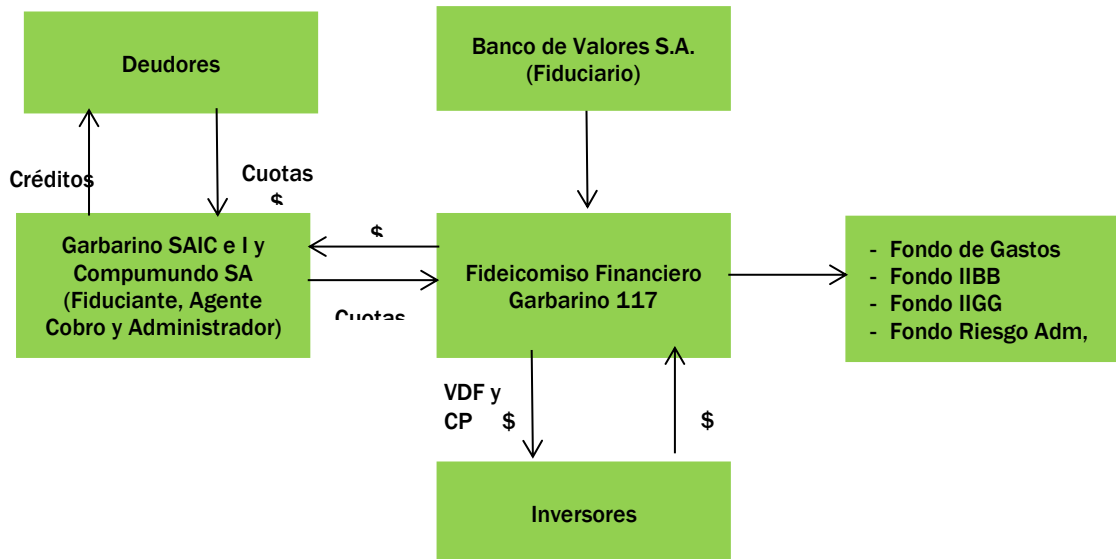 Deudores
Banco de Valores S.A.
(Fiduciario)
Créditos
Cuotas
$
Garbarino SAIC e I y
Compumundo SA
(Fiduciante, Agente
Cobro y Administrador)
$
Cuotas
Fideicomiso Financiero
Garbarino 117
- Fondo de Gastos
- Fondo IIBB
- Fondo IIGG
- Fondo Riesgo Adm,
VDF y
CP $
$
Inversores